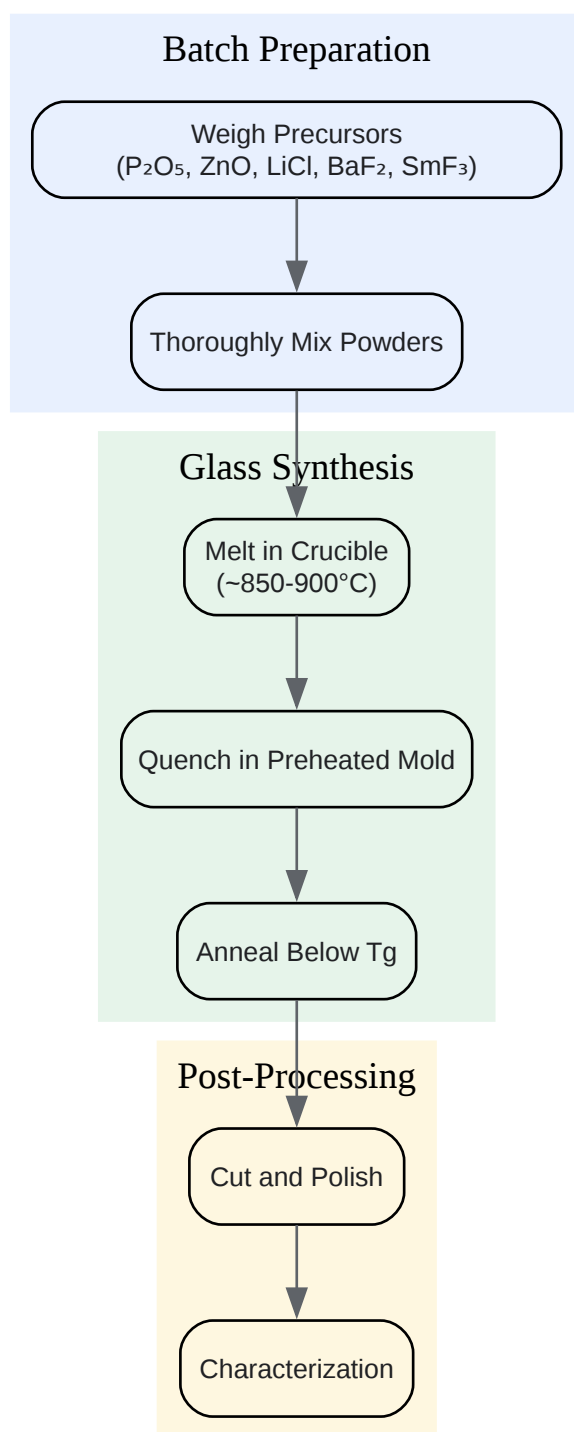 Batch Preparation
Weigh Precursors
(P₂O₅, ZnO, LiCl, BaF₂, SmF₃)
Thoroughly Mix Powders
Glass Synthesis
Melt in Crucible
(~850-900°C)
Quench in Preheated Mold
Anneal Below Tg
Post-Processing
Cut and Polish
Characterization